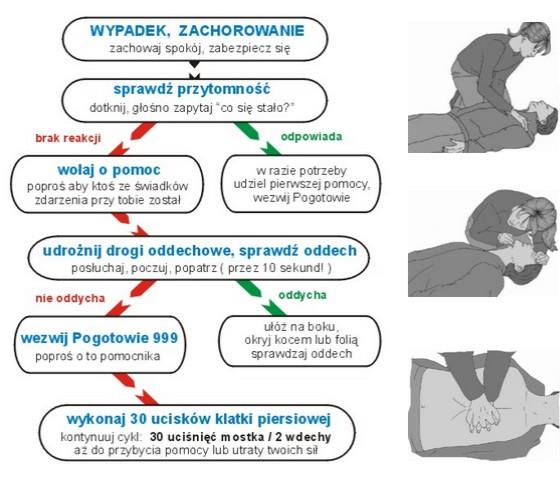 WYPADEK, ZACHOROWANIE
zachowaj spokój, zabezpiecz się
sprawdź przytomność
dotknij, głośno zapytaj "co się stało?"
brak reakcji
odpowiada
wołaj o pomoc
poproś aby ktoś ze świadków
zdarzenia przy tobie został
w razie potrzeby
udziel pierwszej pomocy,
wezwij Pogotowie
udrożnij drogi oddechowe, sprawdź oddech
posłuchaj, poczuj, popatrz ( przez 10 sekund! )
nie oddycha
oddycha
wezwij Pogotowie 999
poproś o to pomocnika
ułóż na boku,
okryj kocem lub folią
sprawdzaj oddech
wykonaj 30 ucisków klatki piersiowej
kontynuuj cykl: 30 uciśnięć mostka / 2 wdechy
aż do przybycia pomocy lub utraty twoich sił